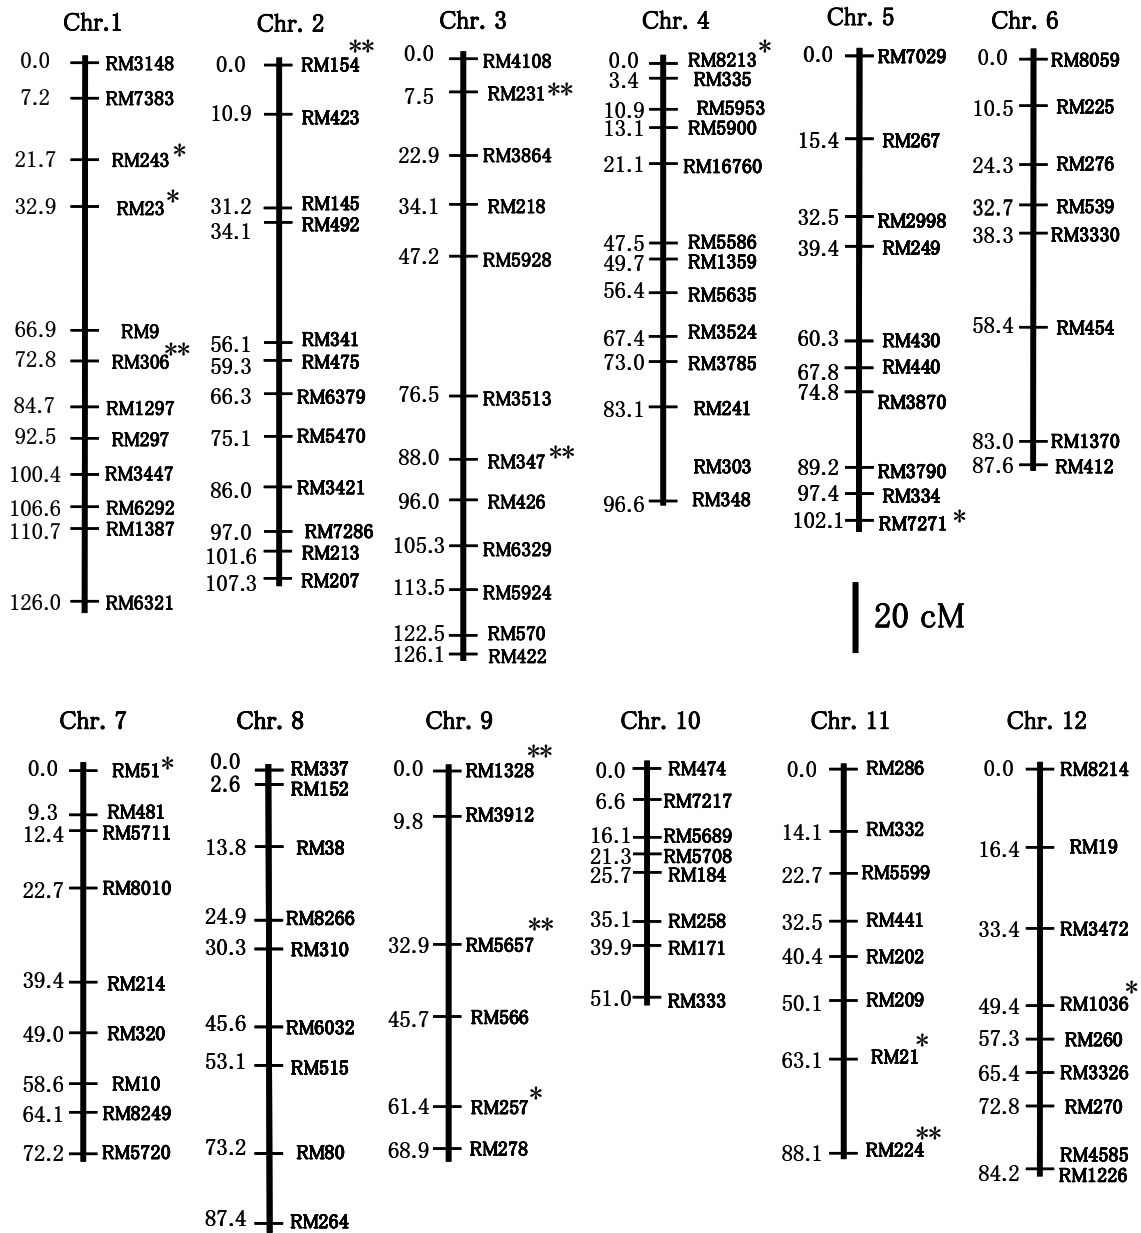 Chr.1
0.0 RM3148
7.2 RM7383
21.7 RM243*
32.9 RM23*
66.9 RM9
72.8 RM306**
84.7 RM1297
92.5 RM297
100.4 RM3447
106.6 RM6292
110.7 RM1387
126.0 RM6321
Chr. 2
0.0 RM154**
10.9 RM423
31.2 RM145
34.1 RM492
56.1 RM341
59.3 RM475
66.3 RM6379
75.1 RM5470
86.0 RM3421
97.0 RM7286
101.6 RM213
107.3 RM207
Chr. 3
0.0 RM4108
7.5 RM231**
22.9 RM3864
34.1 RM218
47.2 RM5928
76.5 RM3513
88.0 RM347**
96.0 RM426
105.3 RM6329
113.5 RM5924
122.5 RM570
126.1 RM422
Chr. 4
0.0 RM8213*
3.4 RM335
10.9 RM5953
13.1 RM5900
21.1 RM16760
47.5 RM5586
49.7 RM1359
56.4 RM5635
67.4 RM3524
73.0 RM3785
83.1 RM241
RM303
96.6 RM348
Chr. 5
0.0 RM7029
15.4 RM267
32.5 RM2998
39.4 RM249
60.3 RM430
67.8 RM440
74.8 RM3870
89.2 RM3790
97.4 RM334
102.1 RM7271*
Chr. 6
0.0 RM8059
10.5 RM225
24.3 RM276
32.7 RM539
38.3 RM3330
58.4 RM454
83.0 RM1370
87.6 RM412
20 cM
Chr. 7
0.0 RM51*
9.3 RM481
12.4 RM5711
22.7 RM8010
39.4 RM214
49.0 RM320
58.6 RM10
64.1 RM8249
72.2 RM5720
Chr. 8
0.0 RM337
2.6 RM152
13.8 RM38
24.9 RM8266
30.3 RM310
45.6 RM6032
53.1 RM515
73.2 RM80
87.4 RM264
Chr. 9
0.0 RM1328**
9.8 RM3912
32.9 RM5657**
45.7 RM566
61.4 RM257*
68.9 RM278
Chr. 10
0.0 RM474
6.6 RM7217
16.1 RM5689
21.3 RM5708
25.7 RM184
35.1 RM258
39.9 RM171
51.0 RM333
Chr. 11
0.0 RM286
14.1 RM332
22.7 RM5599
32.5 RM441
40.4 RM202
50.1 RM209
63.1 RM21*
88.1 RM224**
Chr. 12
0.0 RM8214
16.4 RM19
33.4 RM3472
49.4 RM1036*
57.3 RM260
65.4 RM3326
72.8 RM270
RM4585
84.2 RM1226